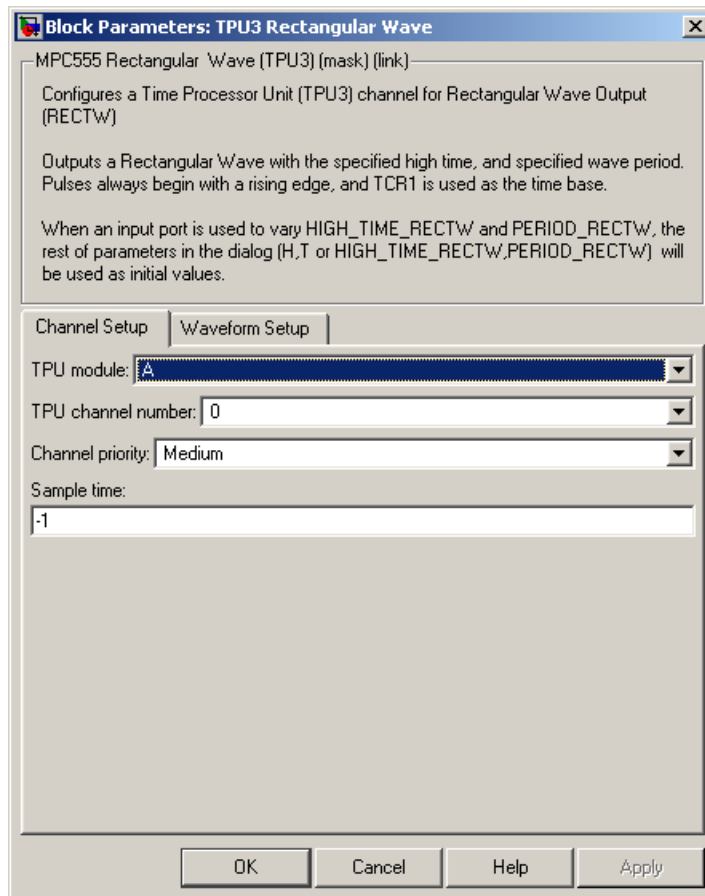 Block Parameters: TPU3 Rectangular Wave
MPC555 Rectangular Wave (TPU3) (mask) (link)
Configures a Time Processor Unit (TPU3) channel for Rectangular Wave Output
(RECTW)
Outputs a Rectangular Wave with the specified high time, and specified wave period.
Pulses always begin with a rising edge, and TCR1 is used as the time base.
When an input port is used to vary HIGH_TIME_RECTW and PERIOD_RECTW, the
rest of parameters in the dialog (H,T or HIGH_TIME_RECTW,PERIOD_RECTW) will
be used as initial values.
Channel Setup Waveform Setup
TPU module: A
TPU channel number: 0
Channel priority: Medium
Sample time:
-1
OK Cancel Help Apply